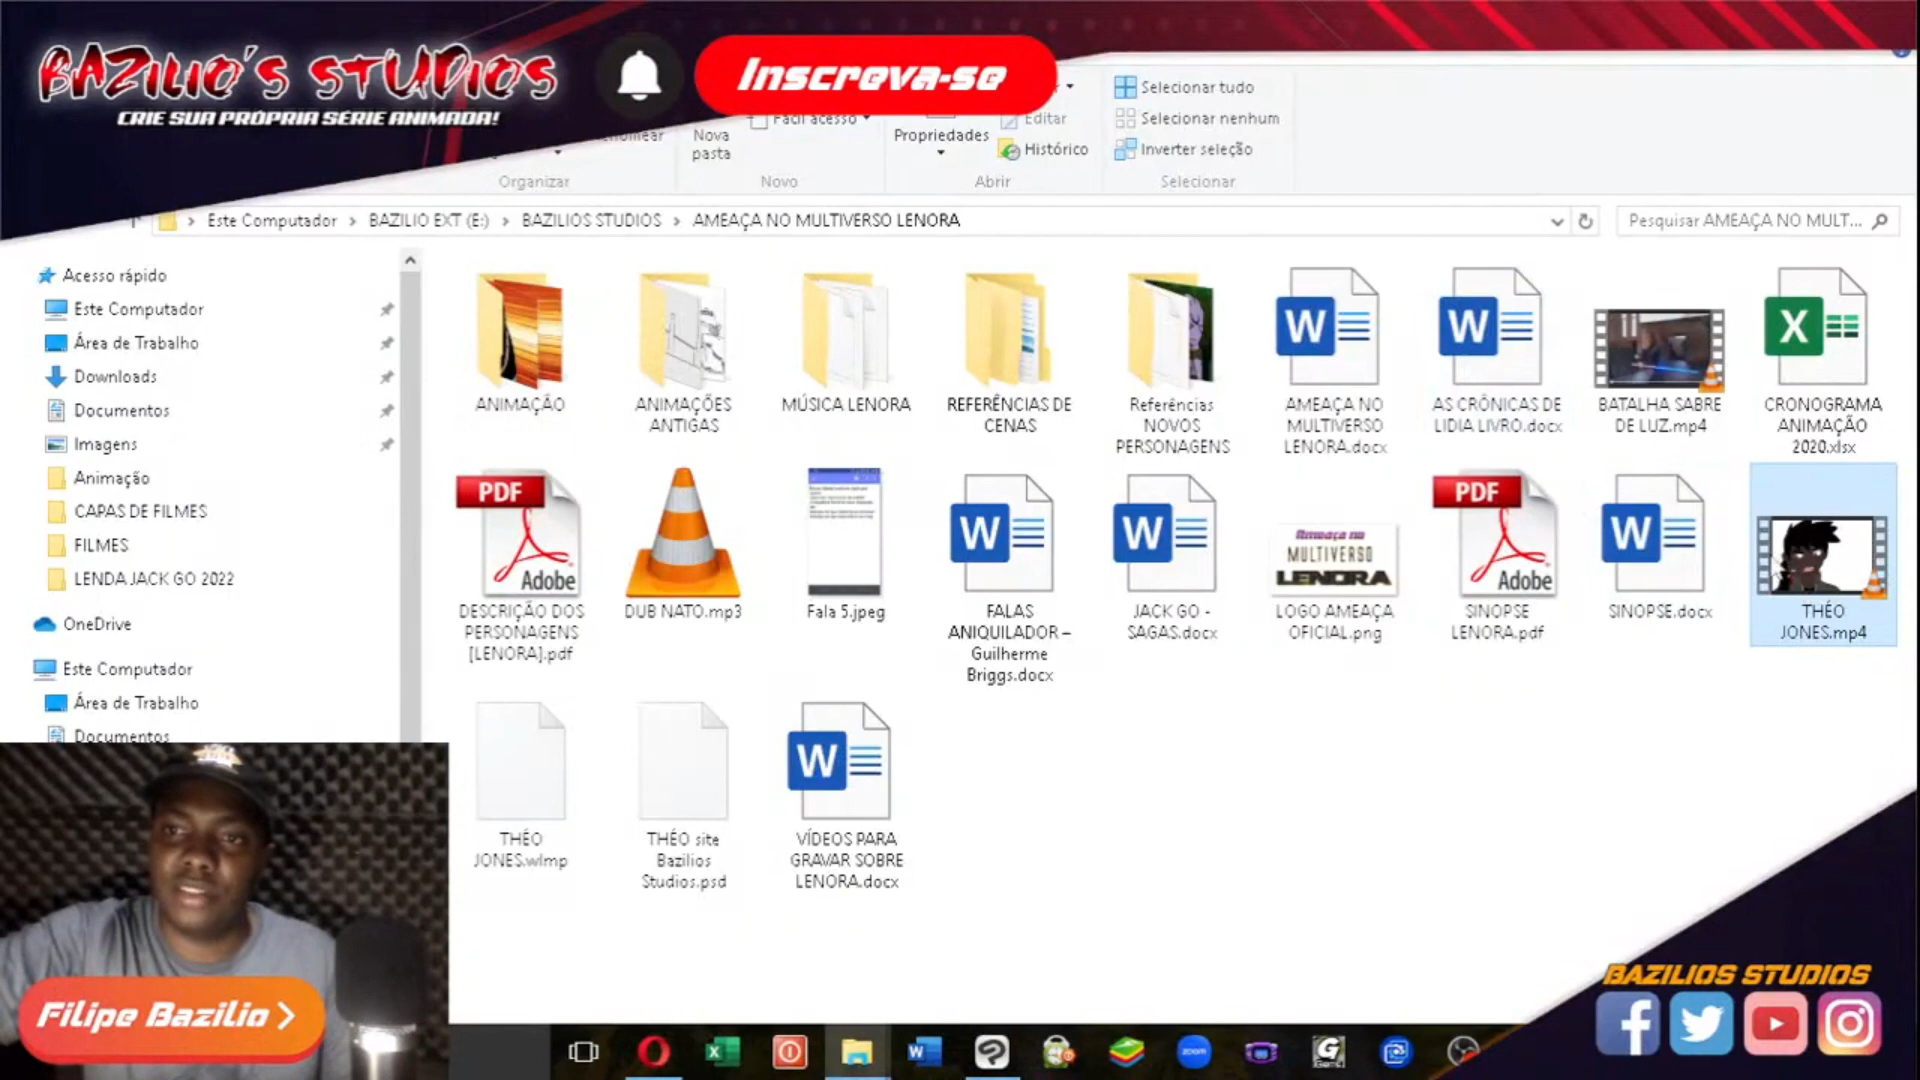 BAZILIO'S STUDIOS
CRIE SUA PRÓPRIA SÉRIE ANIMADA!
Inscreva-se
Nova
pasta
Fácil acesso
Propriedades
Editar
Histórico
Selecionar tudo
Selecionar nenhum
Inverter seleção
Organizar
Novo
Abrir
Selecionar
Este Computador
BAZILIO EXT (E:)
BAZILIOS STUDIOS
AMEAÇA NO MULTIVERSO LENORA
Pesquisar AMEAÇA NO MULT...
Acesso rápido
Este Computador
Área de Trabalho
Downloads
Documentos
Imagens
Animação
CAPAS DE FILMES
FILMES
LENDA JACK GO 2022
OneDrive
Este Computador
Área de Trabalho
Documentos
ANIMAÇÃO
ANIMAÇÕES
ANTIGAS
MÚSICA LENORA
REFERÊNCIAS DE
CENAS
Referências
NOVOS
PERSONAGENS
AMEAÇA NO
MULTIVERSO
LENORA.docx
AS CRÔNICAS DE
LIDIA LIVRO.docx
BATALHA SABRE
DE LUZ.mp4
CRONOGRAMA
ANIMAÇÃO
2020.xlsx
PDF
Adobe
DESCRIÇÃO DOS
PERSONAGENS
[LENORA].pdf
DUB NATO.mp3
Fala 5.jpeg
FALAS
ANIQUILADOR –
Guilherme
Briggs.docx
JACK GO -
SAGAS.docx
Ameaça no
MULTIVERSO
LENORA
LOGO AMEAÇA
OFICIAL.png
PDF
Adobe
SINOPSE
LENORA.pdf
SINOPSE.docx
THÉO
JONES.mp4
THÉO
JONES.wlmp
THÉO site
Bazilios
Studios.psd
VÍDEOS PARA
GRAVAR SOBRE
LENORA.docx
Filipe Bazilio
BAZILIOS STUDIOS
zoom